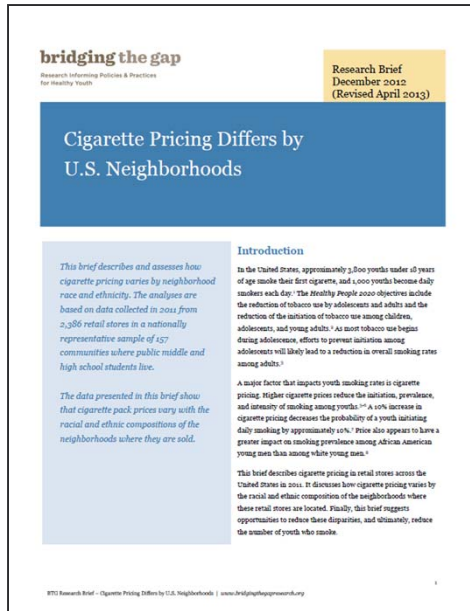 bridging the gap
Research Informing Policies & Practices
for Healthy Youth
Research Brief
December 2012
(Revised April 2013)
Cigarette Pricing Differs by
U.S. Neighborhoods
This brief describes and assesses how
cigarette pricing varies by neighborhood
race and ethnicity. The analyses are
based on data collected in 2011 from
2,386 retail stores in a nationally
representative sample of 157
communities where public middle and
high school students live.
The data presented in this brief show
that cigarette pack prices vary with the
racial and ethnic compositions of the
neighborhoods where they are sold.
Introduction
In the United States, approximately 3,800 youths under 18 years
of age smoke their first cigarette, and 1,000 youths become daily
smokers each day.¹ The Healthy People 2020 objectives include
the reduction of tobacco use by adolescents and adults and the
reduction of the initiation of tobacco use among children,
adolescents, and young adults.² As most tobacco use begins
during adolescence, efforts to prevent initiation among
adolescents will likely lead to a reduction in overall smoking rates
among adults.³
A major factor that impacts youth smoking rates is cigarette
pricing. Higher cigarette prices reduce the initiation, prevalence,
and intensity of smoking among youths. A 10% increase in
cigarette pricing decreases the probability of a youth initiating
daily smoking by approximately 10%.⁷ Price also appears to have a
greater impact on smoking prevalence among African American
young men than among white young men.⁸
This brief describes cigarette pricing in retail stores across the
United States in 2011. It discusses how cigarette pricing varies by
the racial and ethnic composition of the neighborhoods where
these retail stores are located. Finally, this brief suggests
opportunities to reduce these disparities, and ultimately, reduce
the number of youth who smoke.
1
BTG Research Brief – Cigarette Pricing Differs by U.S. Neighborhoods | www.bridgingthegapresearch.org